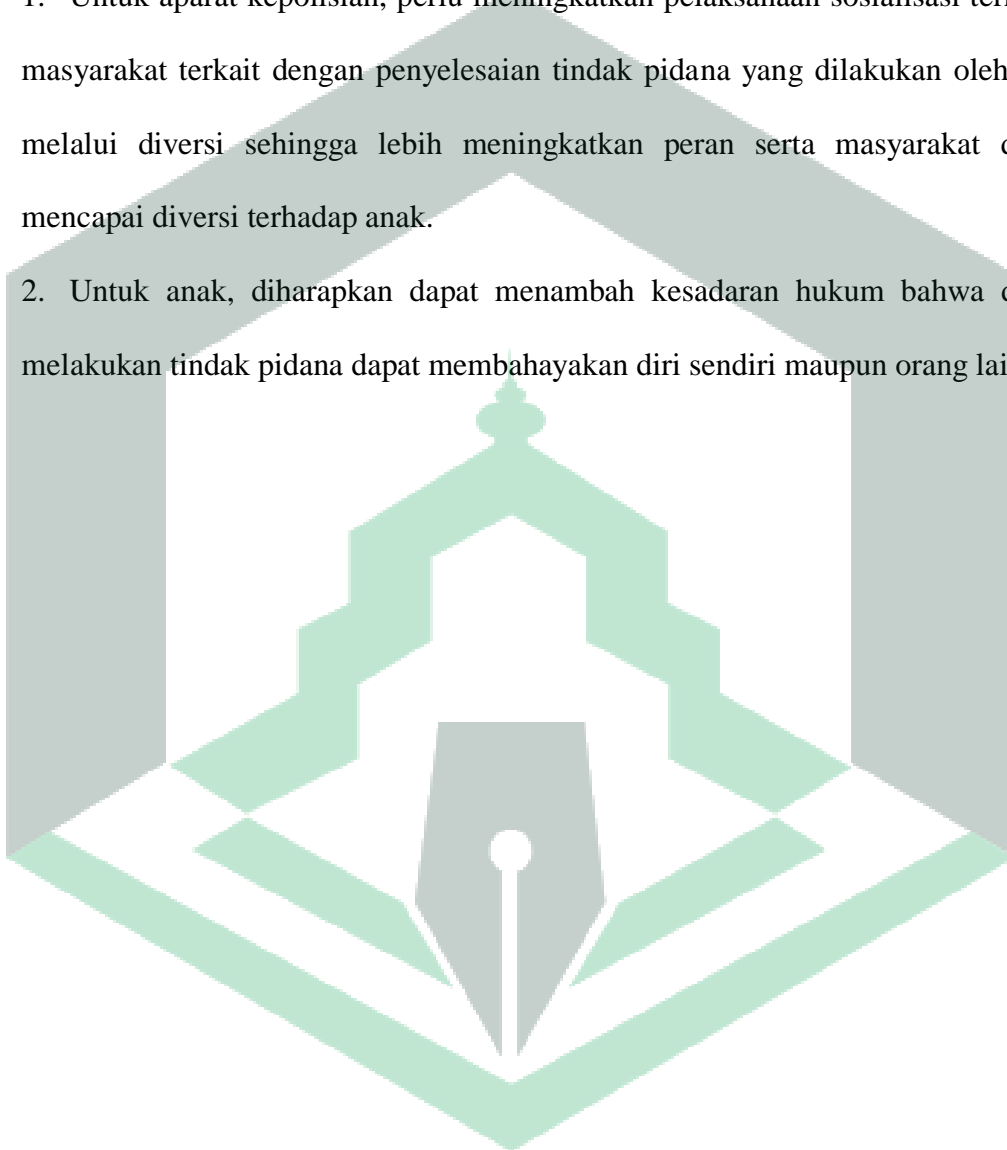 1. Untuk aparat kepolisian, perlu meningkatkan pelaksanaan sosialisasi
masyarakat terkait dengan penyelesaian tindak pidana yang dilakukan oleh
melalui diversi sehingga lebih meningkatkan peran serta masyarakat
mencapai diversi terhadap anak.
2. Untuk anak, diharapkan dapat menambah kesadaran hukum bahwa
melakukan tindak pidana dapat membahayakan diri sendiri maupun orang